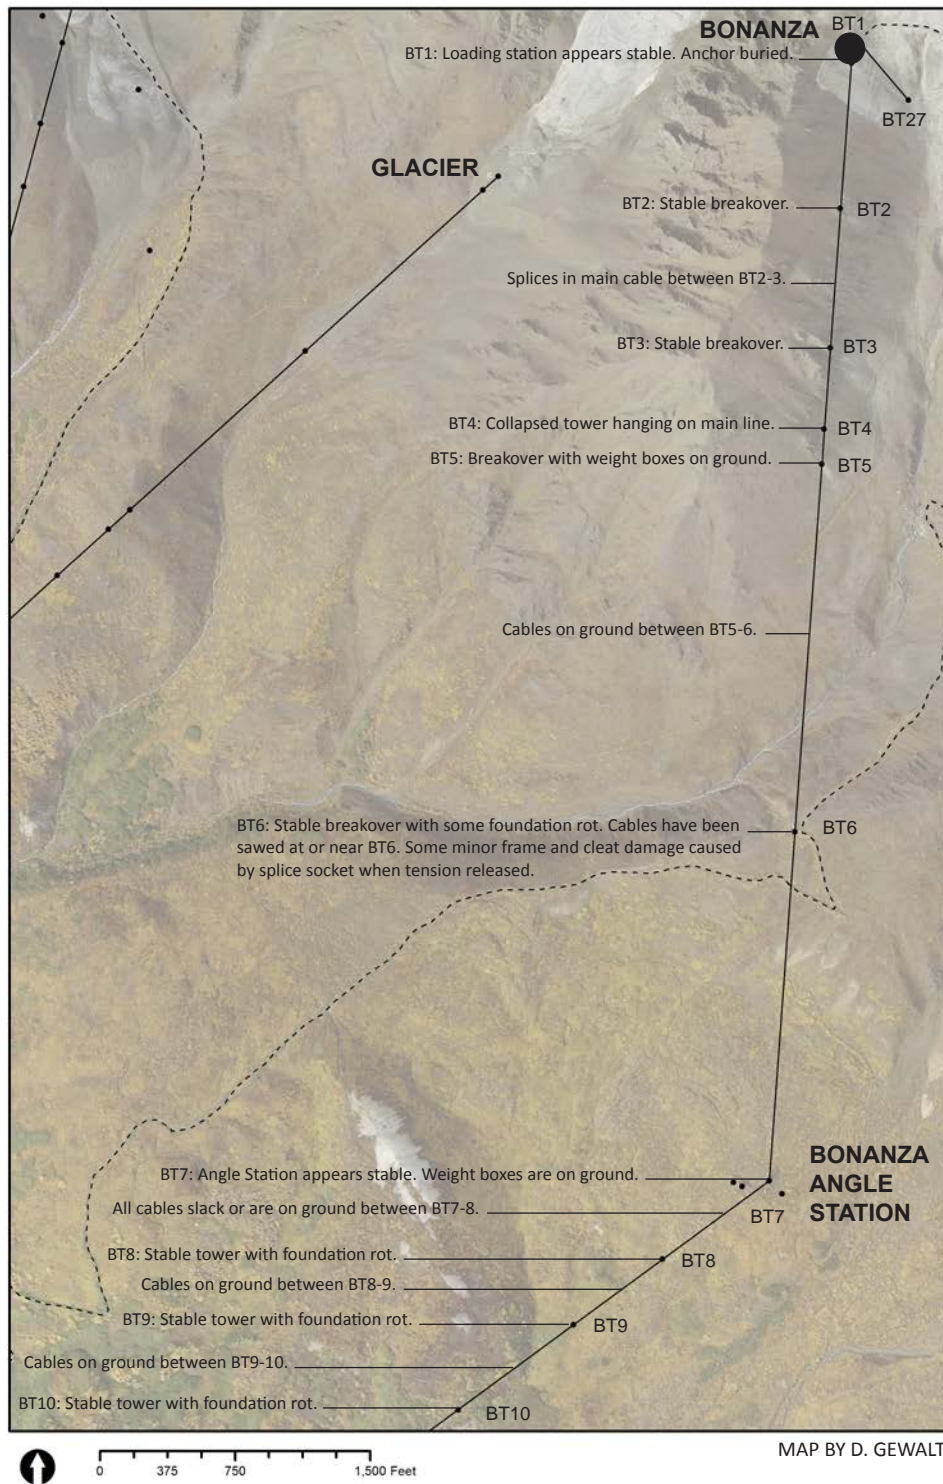 BONANZA
BT1
BT1: Loading station appears stable. Anchor buried.
BT27
GLACIER
BT2: Stable breakover.
BT2
Splices in main cable between BT2-3.
BT3: Stable breakover.
BT3
BT4: Collapsed tower hanging on main line.
BT4
BT5: Breakover with weight boxes on ground.
BT5
Cables on ground between BT5-6.
BT6: Stable breakover with some foundation rot. Cables have been
sawed at or near BT6. Some minor frame and cleat damage caused
by splice socket when tension released.
BT6
BT7: Angle Station appears stable. Weight boxes are on ground.
BONANZA
ANGLE
STATION
BT7
All cables slack or are on ground between BT7-8.
BT8: Stable tower with foundation rot.
BT8
Cables on ground between BT8-9.
BT9: Stable tower with foundation rot.
BT9
Cables on ground between BT9-10.
BT10: Stable tower with foundation rot.
BT10
MAP BY D. GEWALT
0 375 750 1,500 Feet